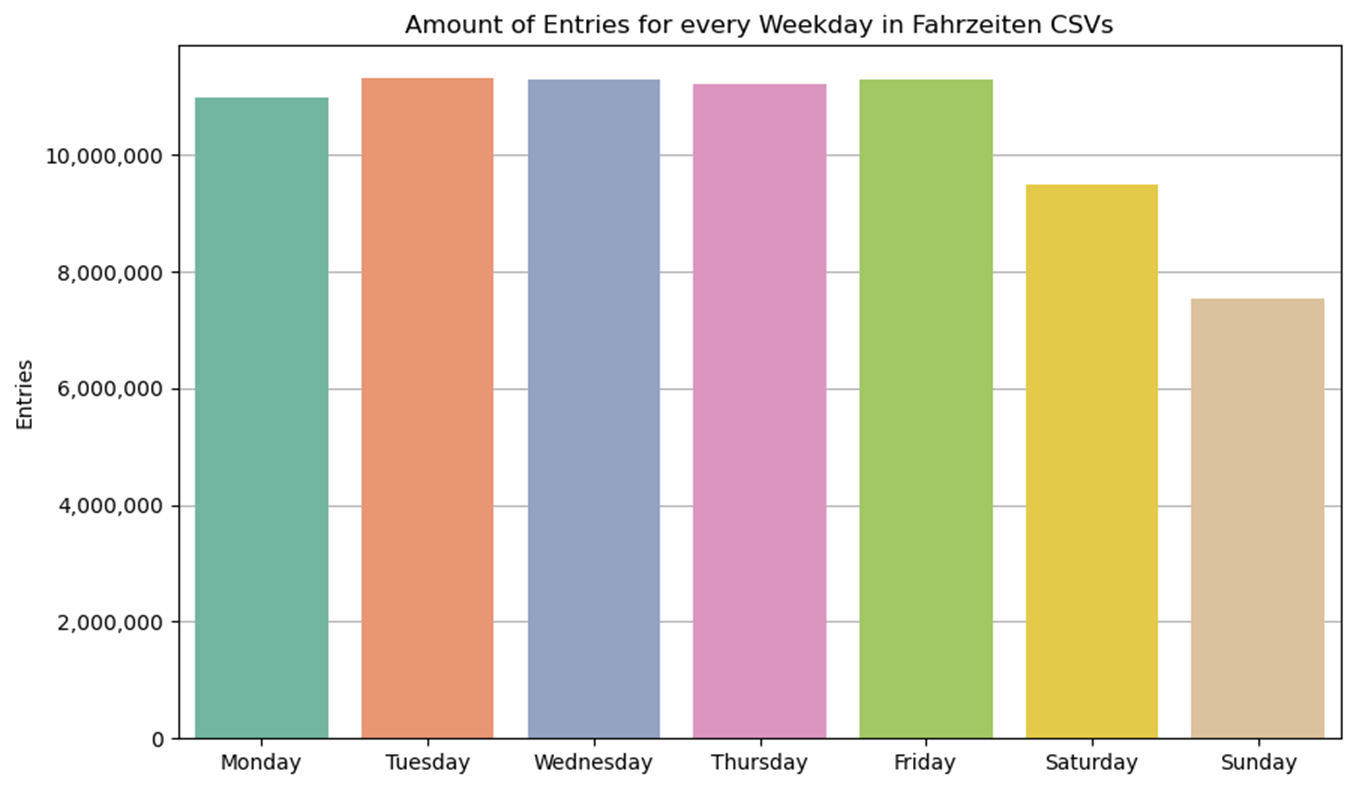 Amount of Entries for every Weekday in Fahrzeiten CSVs
10,000,000
8,000,000
6,000,000
4,000,000
2,000,000
0
Entries
Monday Tuesday Wednesday Thursday Friday Saturday Sunday